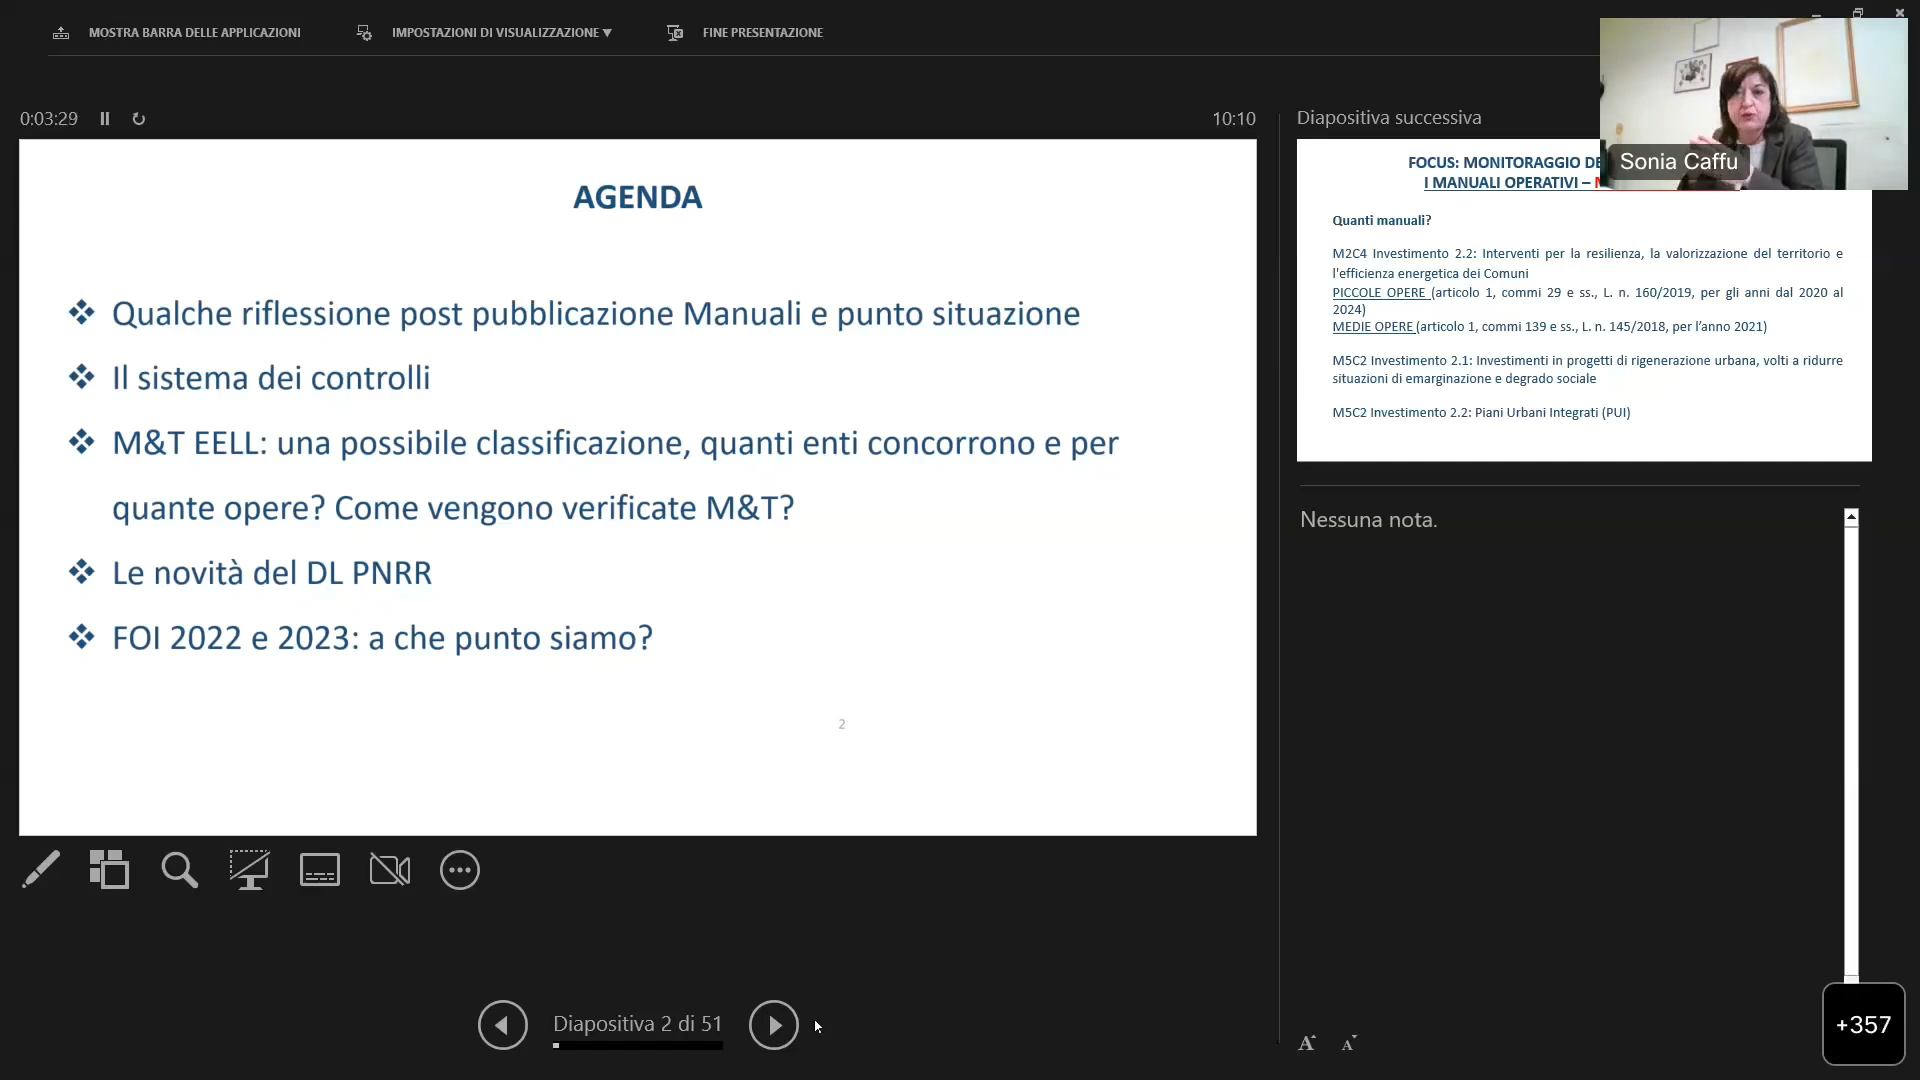 MOSTRA BARRA DELLE APPLICAZIONI
IMPOSTAZIONI DI VISUALIZZAZIONE ▼
FINE PRESENTAZIONE
0:03:29
10:10
AGENDA
❖ Qualche riflessione post pubblicazione Manuali e punto situazione
❖ Il sistema dei controlli
❖ M&T EELL: una possibile classificazione, quanti enti concorrono e per
quante opere? Come vengono verificate M&T?
❖ Le novità del DL PNRR
❖ FOI 2022 e 2023: a che punto siamo?
2
Diapositiva 2 di 51
Diapositiva successiva
Sonia Caffu
FOCUS: MONITORAGGIO
I MANUALI OPERATIVI –
Quanti manuali?
M2C4 Investimento 2.2: Interventi per la resilienza, la valorizzazione del territorio e
l'efficienza energetica dei Comuni
PICCOLE OPERE (articolo 1, commi 29 e ss., L. n. 160/2019, per gli anni dal 2020 al
2024)
MEDIE OPERE (articolo 1, commi 139 e ss., L. n. 145/2018, per l’anno 2021)
M5C2 Investimento 2.1: Investimenti in progetti di rigenerazione urbana, volti a ridurre
situazioni di emarginazione e degrado sociale
M5C2 Investimento 2.2: Piani Urbani Integrati (PUI)
Nessuna nota.
A A
+357